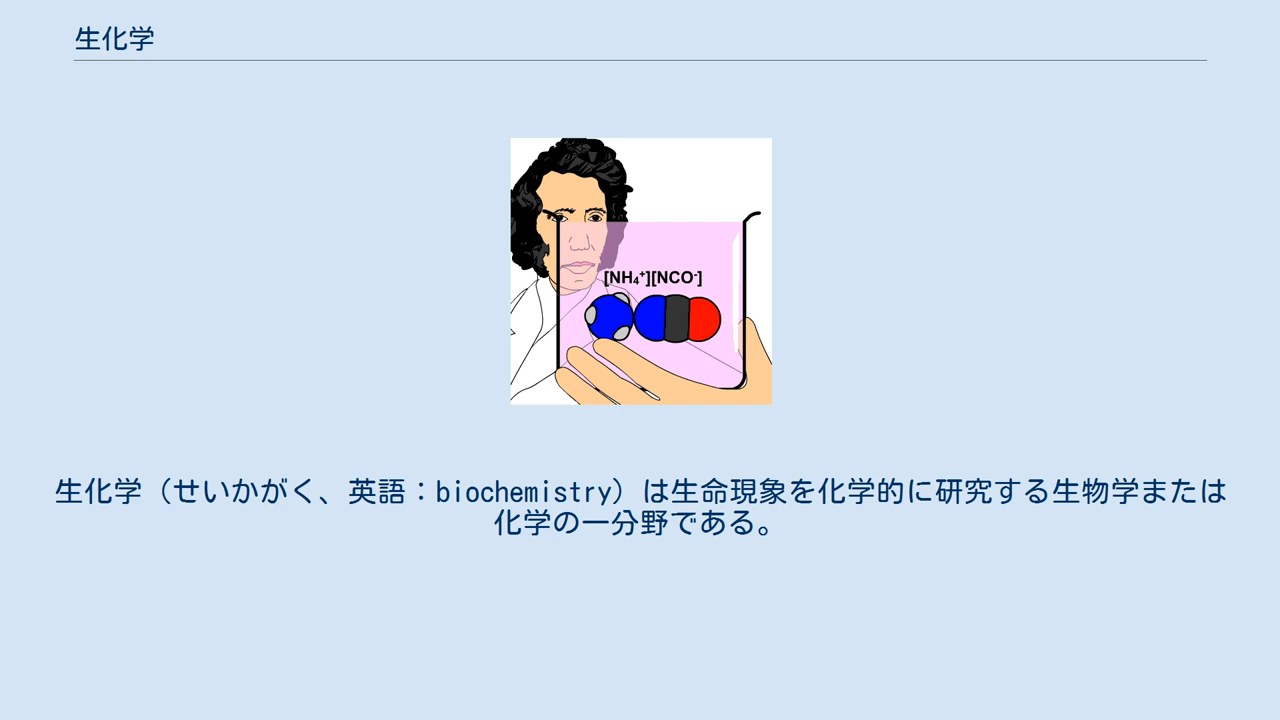 生化学
[NH₄⁺][NCO⁻]
生化学（せいかがく、英語：biochemistry）は生命現象を化学的に研究する生物学または
化学の一分野である。